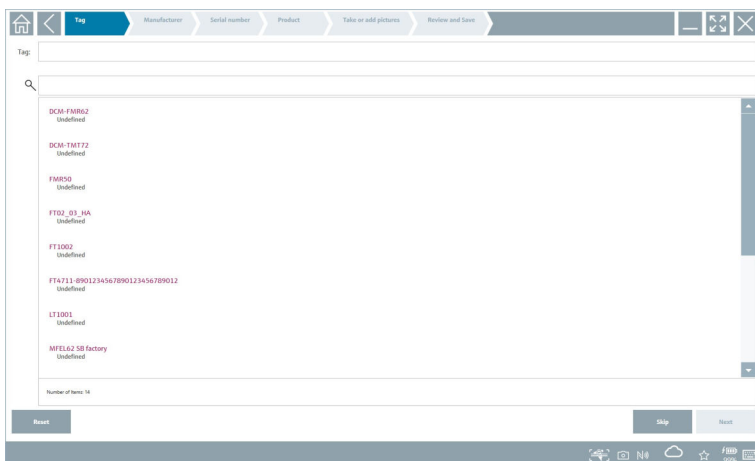 Tag
Manufacturer
Serial number
Product
Take or add pictures
Review and Save
Tag:
DCM-FMR62
Undefined
DCM-TMT72
Undefined
FMR50
Undefined
FT02_03_HA
Undefined
FT1002
Undefined
FT4711-8901234567890123456789012
Undefined
LT1001
Undefined
MFEL62 SB factory
Undefined
Number of Items: 14
Reset
Skip
Next